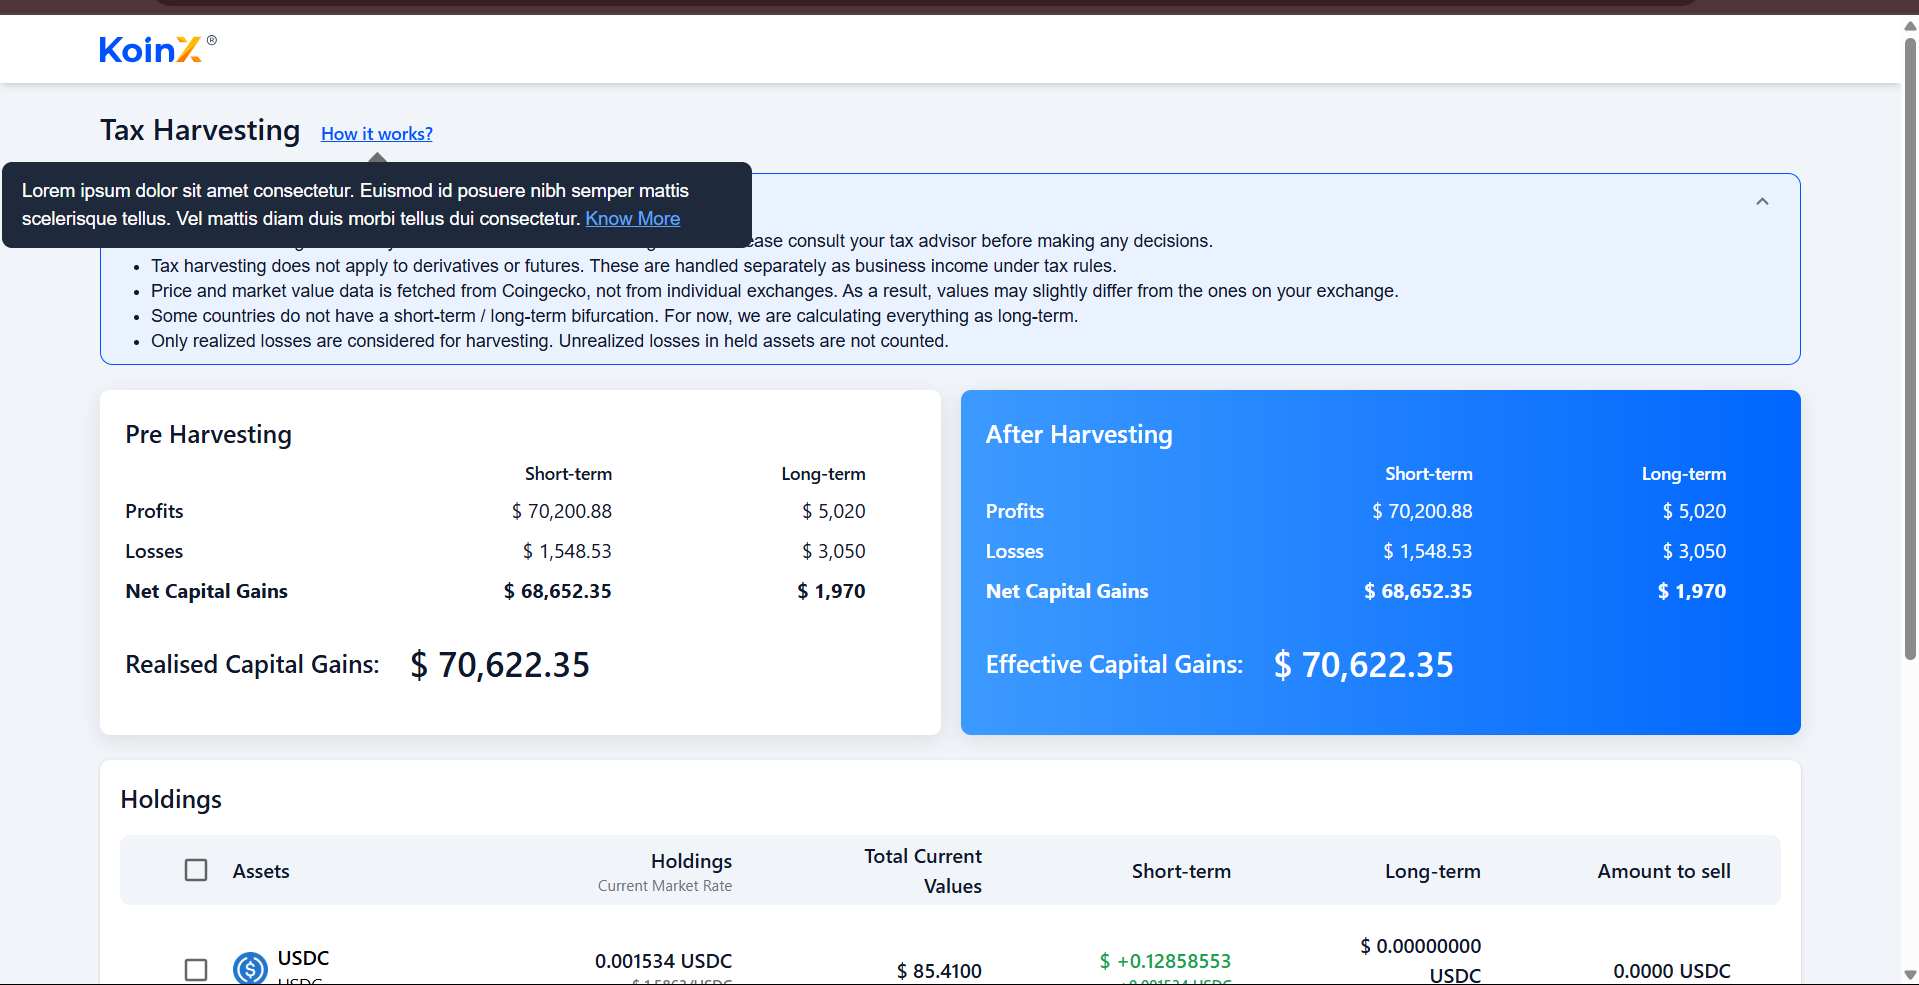 KoinX®
Tax Harvesting How it works?
Lorem ipsum dolor sit amet consectetur. Euismod id posuere nibh semper mattis
scelerisque tellus. Vel mattis diam duis morbi tellus dui consectetur. Know More
consult your tax advisor before making any decisions.
• Tax harvesting does not apply to derivatives or futures. These are handled separately as business income under tax rules.
• Price and market value data is fetched from Coingecko, not from individual exchanges. As a result, values may slightly differ from the ones on your exchange.
• Some countries do not have a short-term / long-term bifurcation. For now, we are calculating everything as long-term.
• Only realized losses are considered for harvesting. Unrealized losses in held assets are not counted.
Pre Harvesting
Short-term Long-term
Profits $ 70,200.88 $ 5,020
Losses $ 1,548.53 $ 3,050
Net Capital Gains $ 68,652.35 $ 1,970
Realised Capital Gains: $ 70,622.35
After Harvesting
Short-term Long-term
Profits $ 70,200.88 $ 5,020
Losses $ 1,548.53 $ 3,050
Net Capital Gains $ 68,652.35 $ 1,970
Effective Capital Gains: $ 70,622.35
Holdings
Assets
Holdings
Current Market Rate
Total Current
Values
Short-term
Long-term
Amount to sell
USDC
USDC
0.001534 USDC
$ 85.4100
$ +0.12858553
$ 0.00000000
USDC
0.0000 USDC